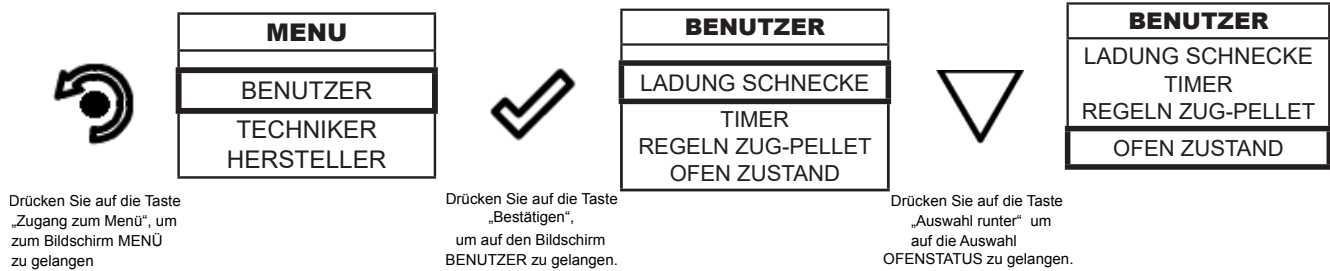 MENU
BENUTZER
TECHNIKER
HERSTELLER
Drücken Sie auf die Taste
„Zugang zum Menü“, um
zum Bildschirm MENÜ
zu gelangen
BENUTZER
LADUNG SCHNECKE
TIMER
REGELN ZUG-PELLET
OFEN ZUSTAND
Drücken Sie auf die Taste
„Bestätigen“,
um auf den Bildschirm
BENUTZER zu gelangen.
BENUTZER
LADUNG SCHNECKE
TIMER
REGELN ZUG-PELLET
OFEN ZUSTAND
Drücken Sie auf die Taste
„Auswahl runter“ um
auf die Auswahl
OFENSTATUS zu gelangen.